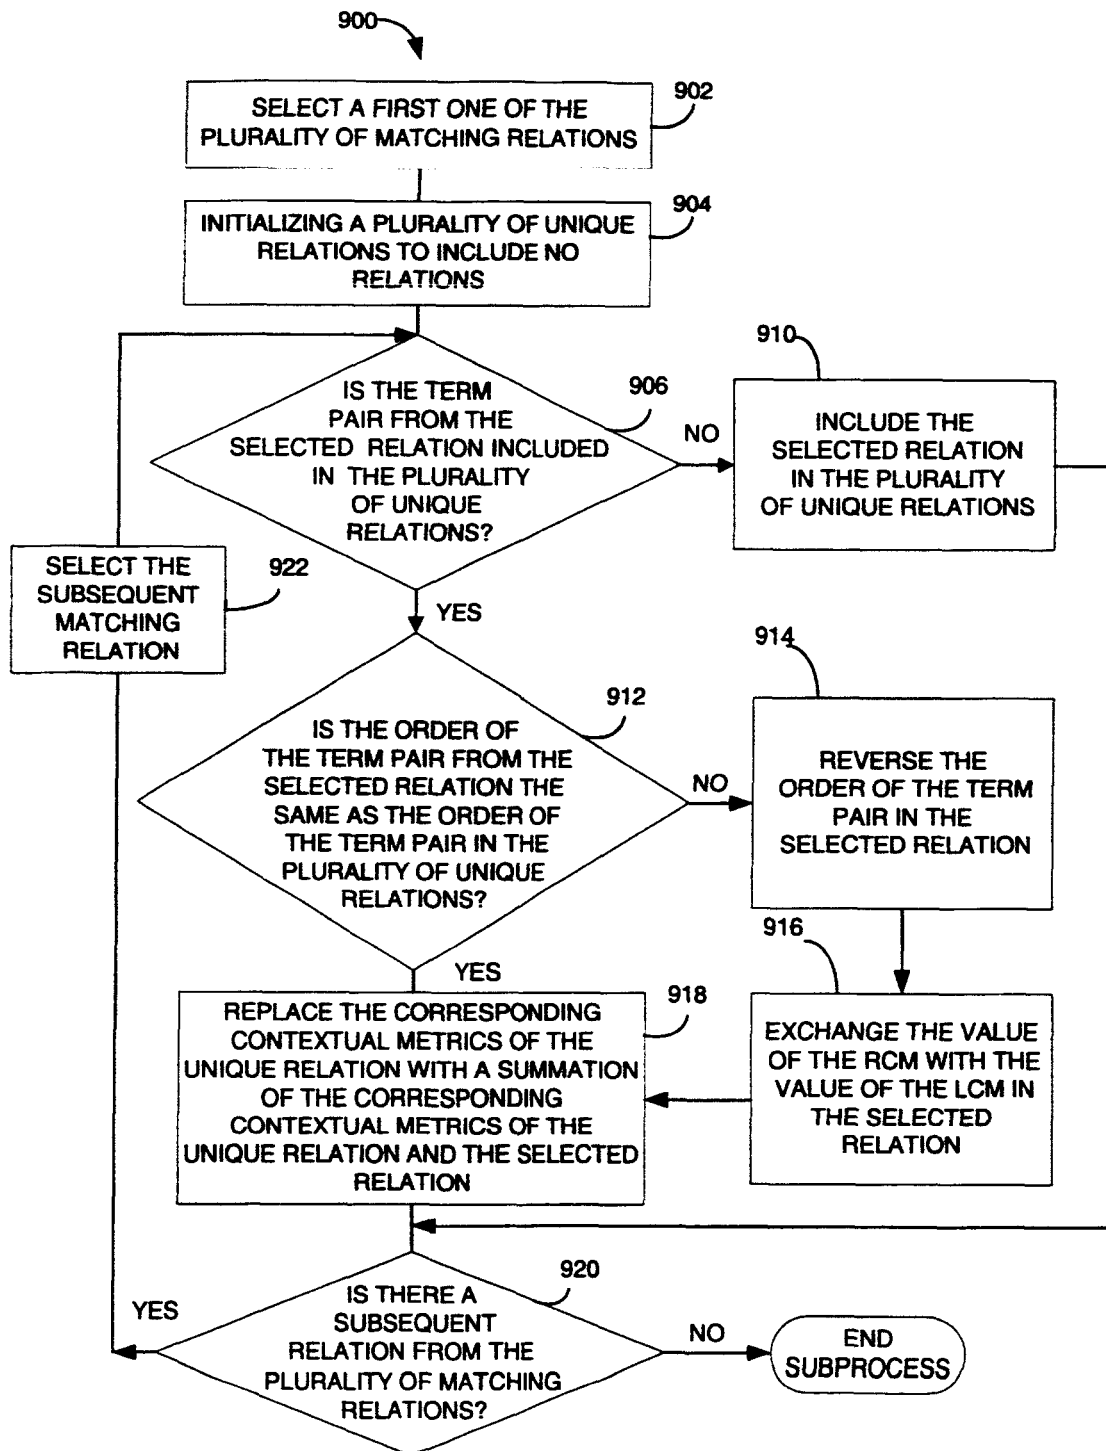 900
902
SELECT A FIRST ONE OF THE
PLURALITY OF MATCHING RELATIONS
904
INITIALIZING A PLURALITY OF UNIQUE
RELATIONS TO INCLUDE NO
RELATIONS
906
IS THE TERM
PAIR FROM THE
SELECTED RELATION INCLUDED
IN THE PLURALITY
OF UNIQUE
RELATIONS?
NO
910
INCLUDE THE
SELECTED RELATION
IN THE PLURALITY
OF UNIQUE RELATIONS
SELECT THE
SUBSEQUENT
MATCHING
RELATION
922
YES
912
IS THE ORDER OF
THE TERM PAIR FROM THE
SELECTED RELATION THE
SAME AS THE ORDER OF
THE TERM PAIR IN THE
PLURALITY OF UNIQUE
RELATIONS?
NO
914
REVERSE THE
ORDER OF THE TERM
PAIR IN THE
SELECTED RELATION
YES
916
EXCHANGE THE VALUE
OF THE RCM WITH THE
VALUE OF THE LCM IN
THE SELECTED
RELATION
918
REPLACE THE CORRESPONDING
CONTEXTUAL METRICS OF THE
UNIQUE RELATION WITH A SUMMATION
OF THE CORRESPONDING
CONTEXTUAL METRICS OF THE
UNIQUE RELATION AND THE SELECTED
RELATION
920
IS THERE A
SUBSEQUENT
RELATION FROM THE
PLURALITY OF MATCHING
RELATIONS?
YES
NO
END
SUBPROCESS